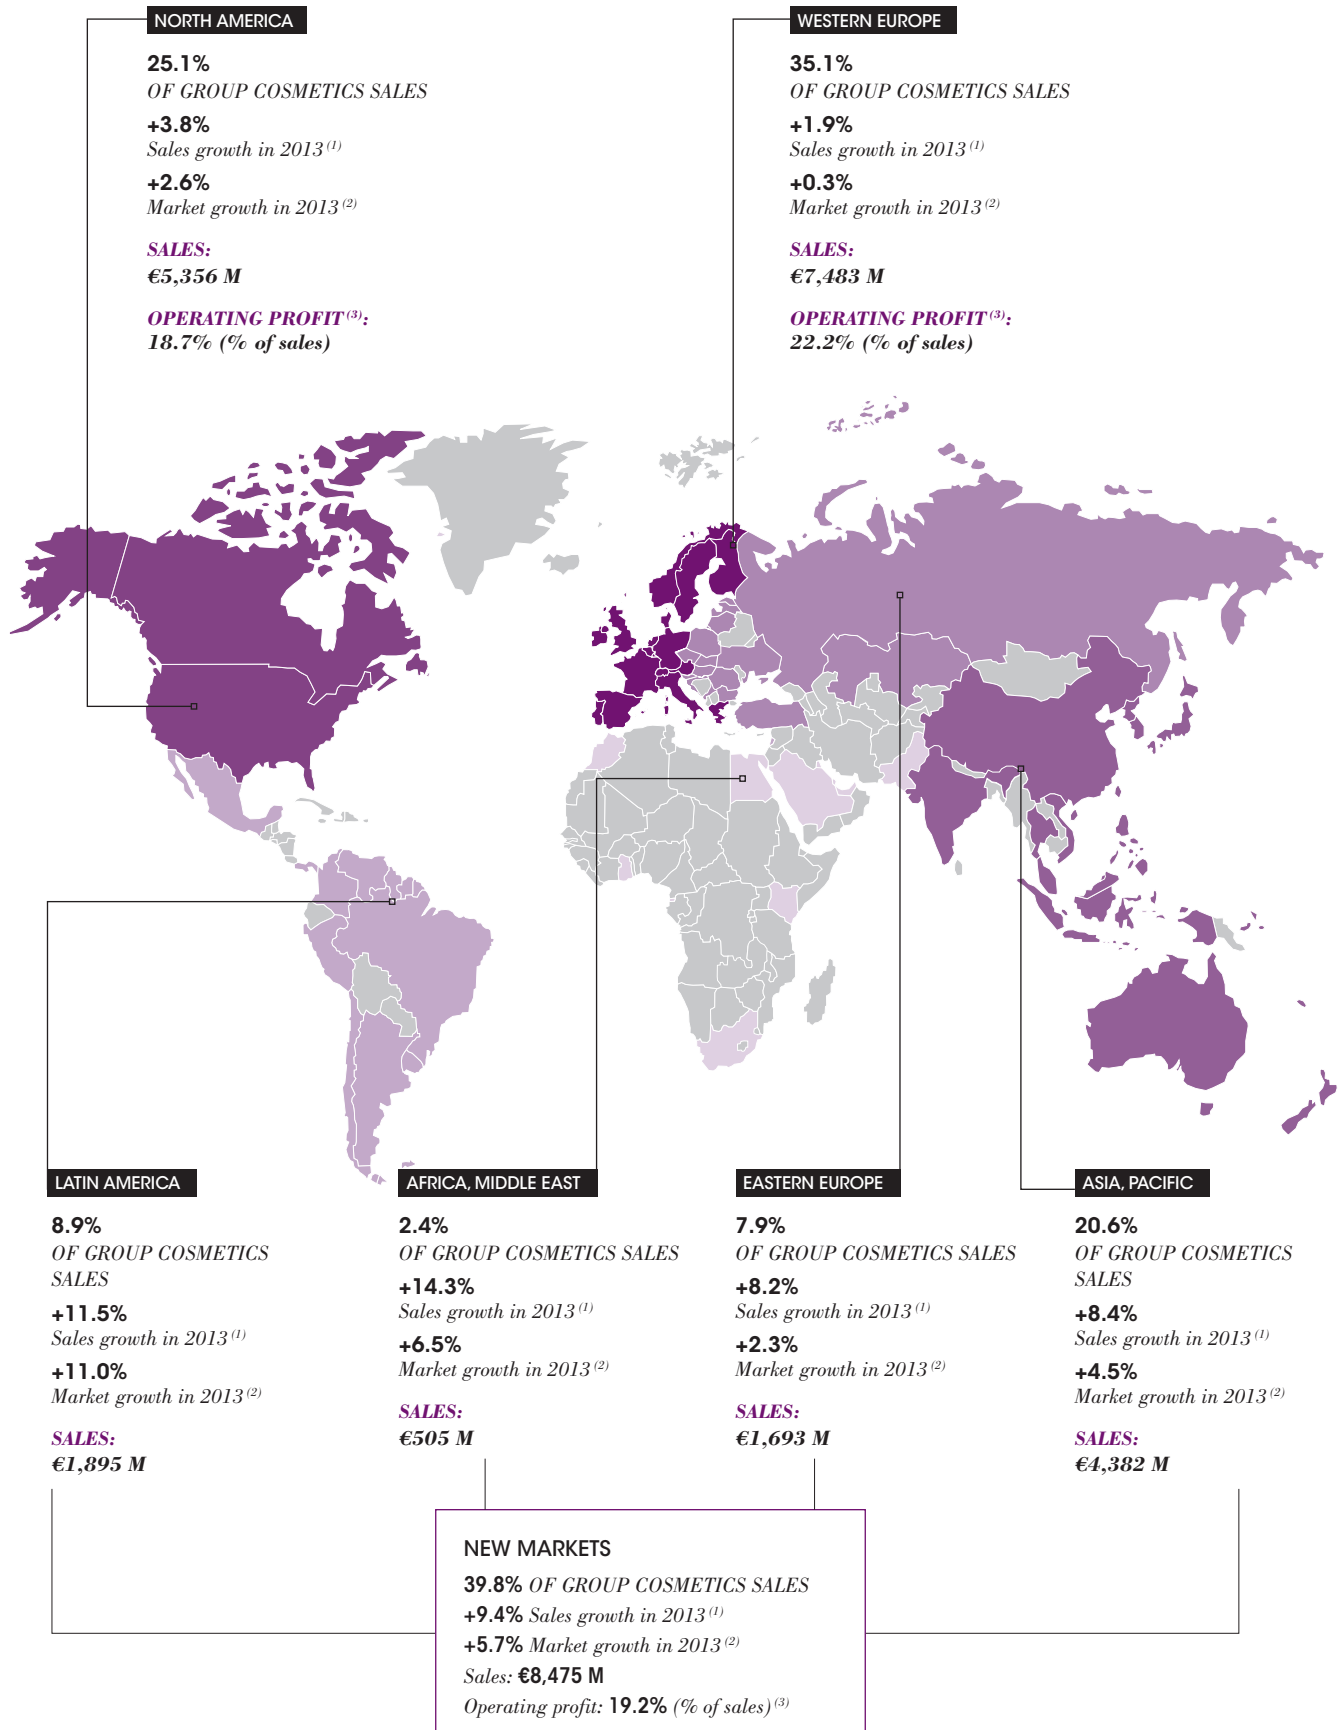 NORTH AMERICA
25.1%
OF GROUP COSMETICS SALES
+3.8%
Sales growth in 2013 (1)
+2.6%
Market growth in 2013 (2)
SALES:
€5,356 M
OPERATING PROFIT (3):
18.7% (% of sales)
WESTERN EUROPE
35.1%
OF GROUP COSMETICS SALES
+1.9%
Sales growth in 2013 (1)
+0.3%
Market growth in 2013 (2)
SALES:
€7,483 M
OPERATING PROFIT (3):
22.2% (% of sales)
LATIN AMERICA
8.9%
OF GROUP COSMETICS
SALES
+11.5%
Sales growth in 2013 (1)
+11.0%
Market growth in 2013 (2)
SALES:
€1,895 M
AFRICA, MIDDLE EAST
2.4%
OF GROUP COSMETICS SALES
+14.3%
Sales growth in 2013 (1)
+6.5%
Market growth in 2013 (2)
SALES:
€505 M
EASTERN EUROPE
7.9%
OF GROUP COSMETICS SALES
+8.2%
Sales growth in 2013 (1)
+2.3%
Market growth in 2013 (2)
SALES:
€1,693 M
ASIA, PACIFIC
20.6%
OF GROUP COSMETICS
SALES
+8.4%
Sales growth in 2013 (1)
+4.5%
Market growth in 2013 (2)
SALES:
€4,382 M
NEW MARKETS
39.8% OF GROUP COSMETICS SALES
+9.4% Sales growth in 2013 (1)
+5.7% Market growth in 2013 (2)
Sales: €8,475 M
Operating profit: 19.2% (% of sales) (3)